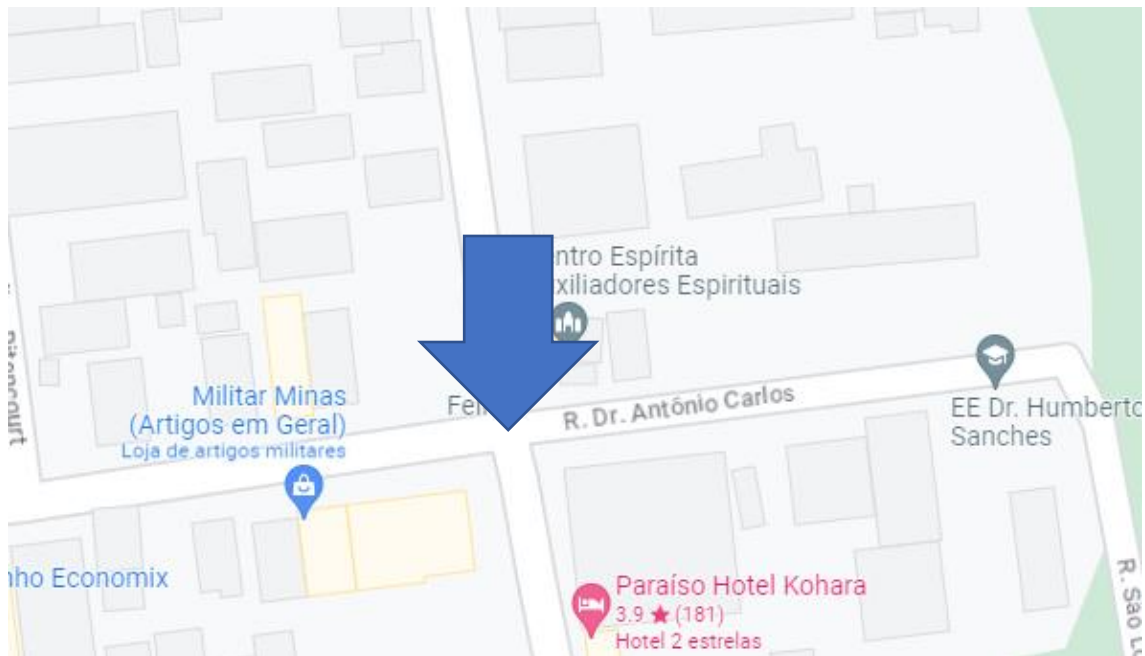 ntro Espírita
xiliadores Espirituais
Militar Minas
(Artigos em Geral)
Loja de artigos militares
R. Dr. Antônio Carlos
EE Dr. Humberto
Sanches
nho Economix
Paraíso Hotel Kohara
3.9 ★ (181)
Hotel 2 estrelas
R. São L